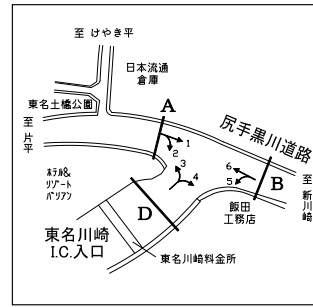 至 けやき平
日本流通
倉庫
東名土橋公園
至 片平
A
尻手黒川道路
1
2
3
4
6
5
B
至 新川崎
ホテル&
リゾート
バリアン
D
飯田
工務店
東名川崎
I.C.入口
東名川崎料金所